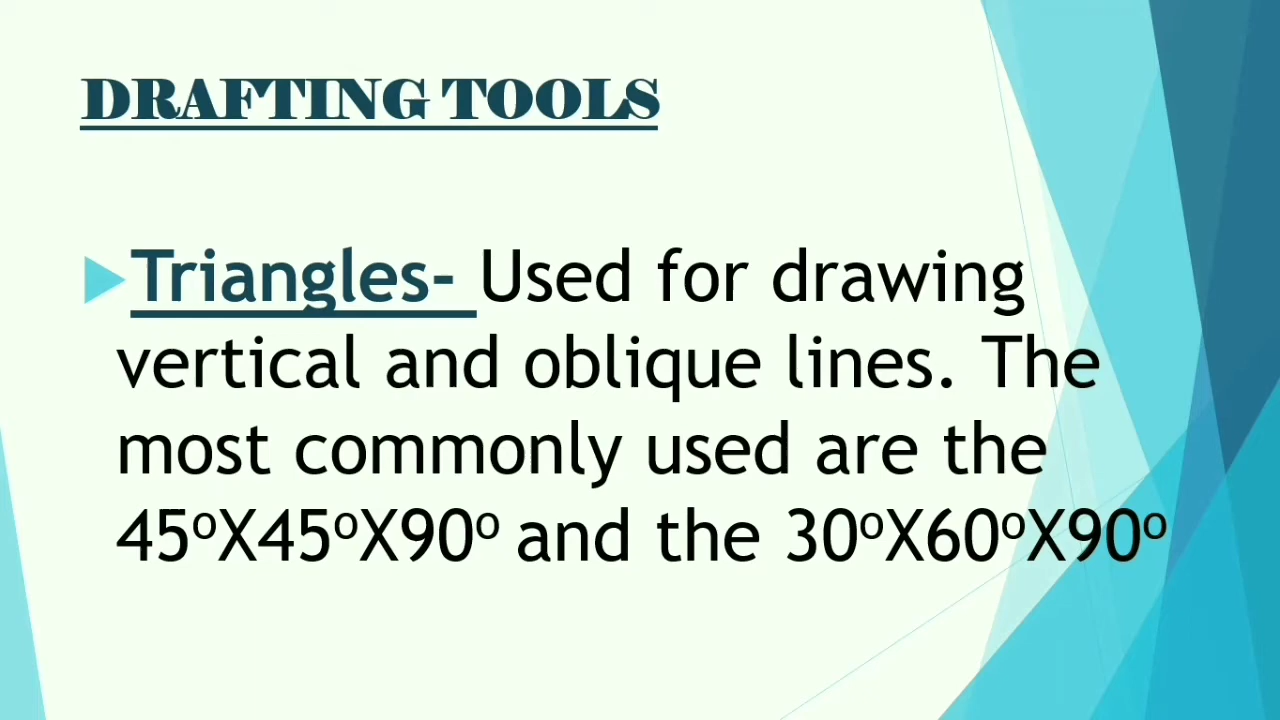 DRAFTING TOOLS
Triangles- Used for drawing
vertical and oblique lines. The
most commonly used are the
45ºX45ºX90º and the 30ºX60ºX90º